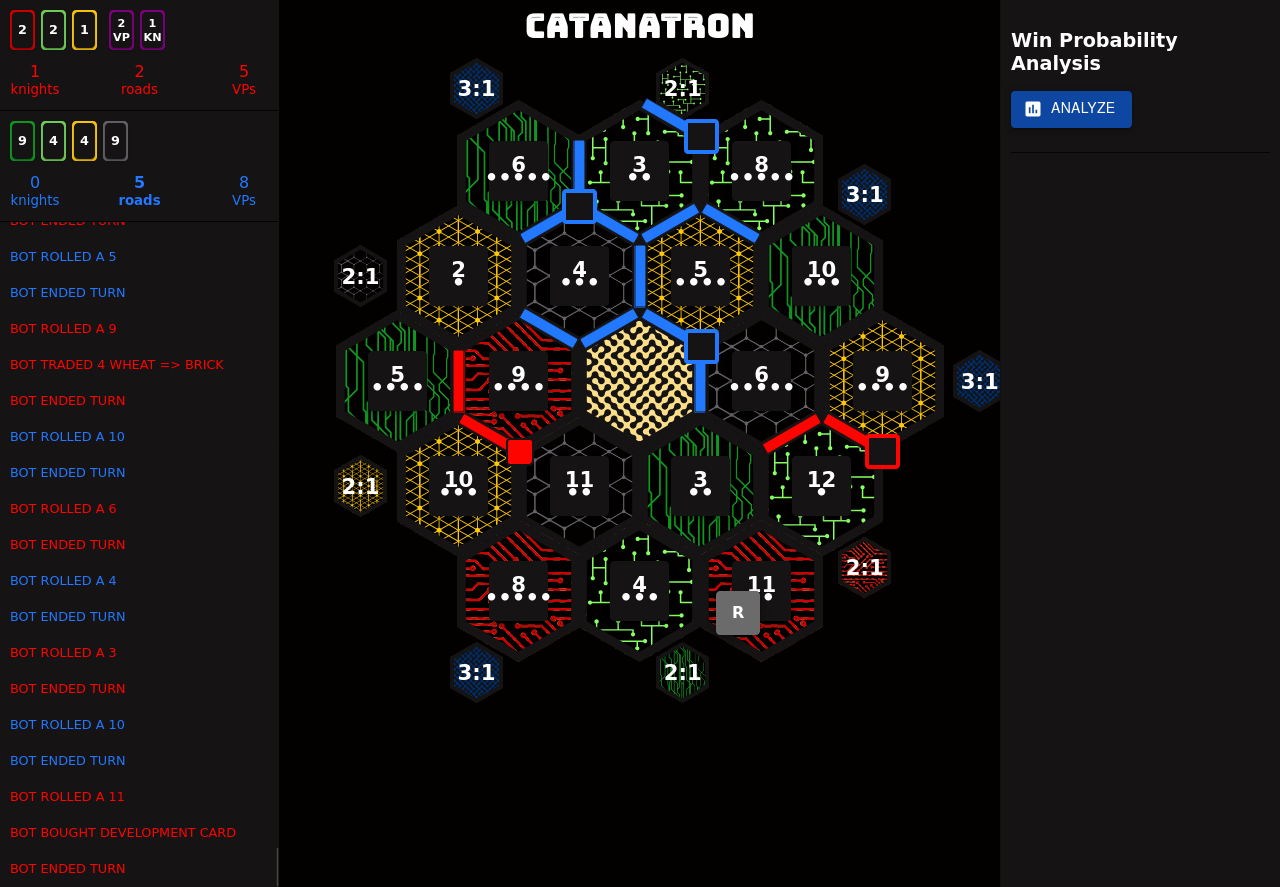 2 2 1 2 VP 1 KN
1 2 5
knights roads VPs
9 4 4 9
0 5 8
knights roads VPs
BOT ENDED TURN
BOT ROLLED A 5
BOT ENDED TURN
BOT ROLLED A 9
BOT TRADED 4 WHEAT => BRICK
BOT ENDED TURN
BOT ROLLED A 10
BOT ENDED TURN
BOT ROLLED A 6
BOT ENDED TURN
BOT ROLLED A 4
BOT ENDED TURN
BOT ROLLED A 3
BOT ENDED TURN
BOT ROLLED A 10
BOT ENDED TURN
BOT ROLLED A 11
BOT BOUGHT DEVELOPMENT CARD
BOT ENDED TURN
CATANATRON
3:1 2:1
6 3 8
3:1
2:1 2 4 5 10
5 9 6 9 3:1
2:1 10 11 3 12
2:1
8 4 11
R
3:1 2:1
Win Probability
Analysis
ANALYZE